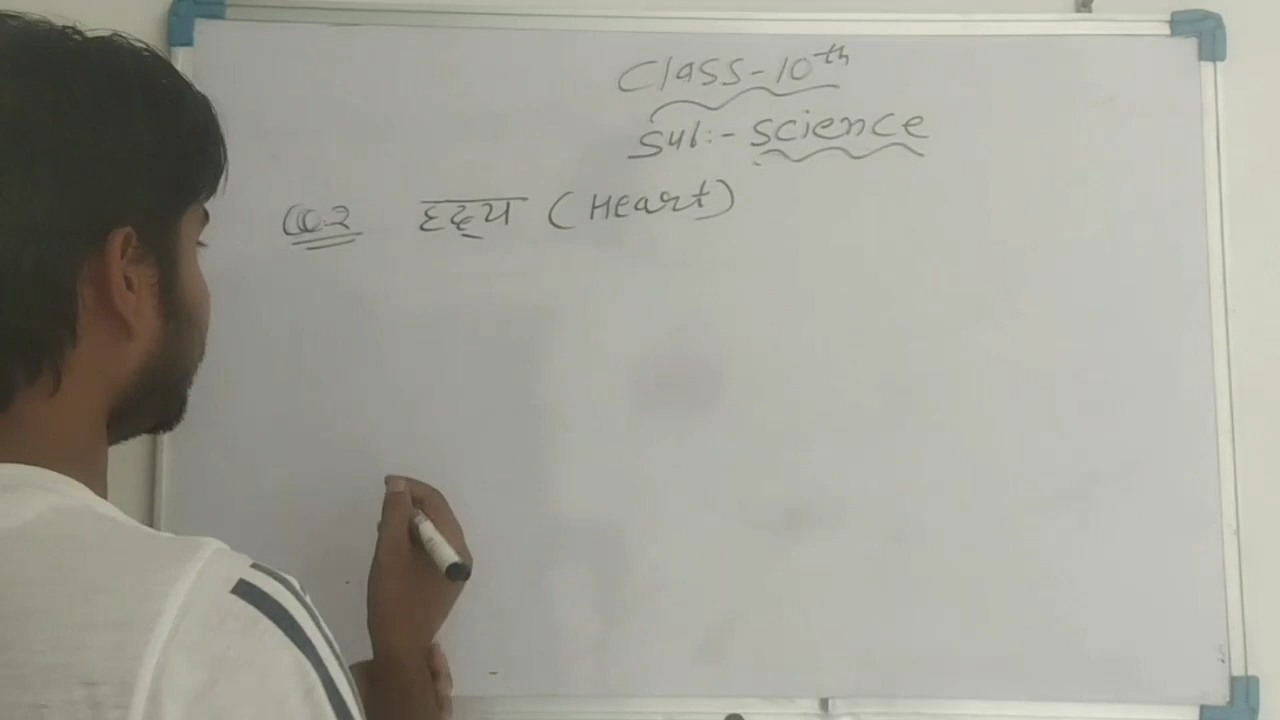 Class-10th
Sub:- Science
Q.2 हृदय (Heart)